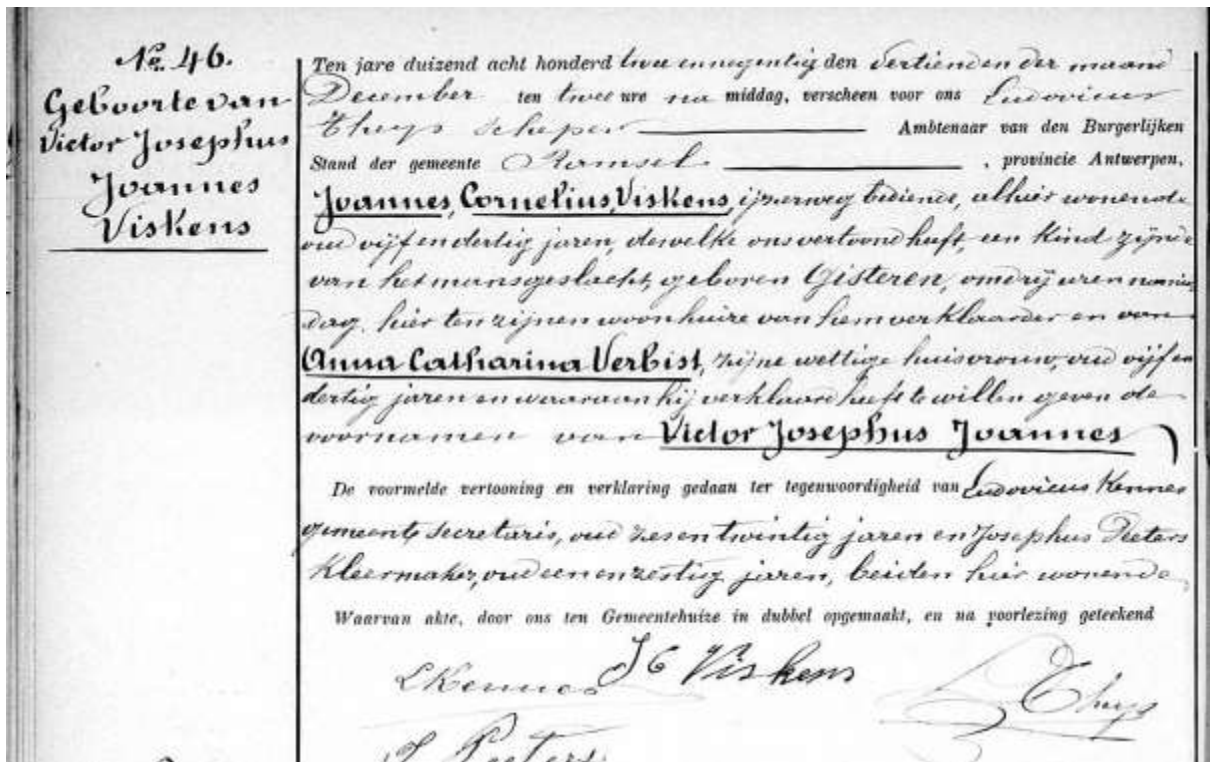 No. 46.
Geboorte van
Victor Josephus
Joannes
Viskens
Ten jare duizend acht honderd twee en negentig den dertienden der maand
December ten twee ure na middag, verscheen voor ons Ludovicus
Thys schepen Ambtenaar van den Burgerlijken
Stand der gemeente Ramsel, provincie Antwerpen,
Joannes, Cornelius, Viskens, ijzerweg bediende, alhier wonende
oud vijf en dertig jaren, dewelke ons vertoond heeft, een kind zijnde
van het mansgeslacht, geboren Gisteren, om drij uren namid
dag, hier ten zijnen woonhuize van hem verklaarder en van
Anna Catharina Verbist, zijne wettige huisvrouw, oud vijf en
dertig jaren en waaraan hij verklaard heeft te willen geven de
voornamen van Victor Josephus Joannes
De voormelde vertooning en verklaring gedaan ter tegenwoordigheid van Ludovicus Kennes
gemeente secretaris, oud zes en twintig jaren en Josephus Peeters
Kleermaker, oud een en zestig jaren, beiden hier wonende
Waarvan akte, door ons ten Gemeentehuize in dubbel opgemaakt, en na voorlezing geteekend
LKennes J C Viskens L Thys
J Peeters